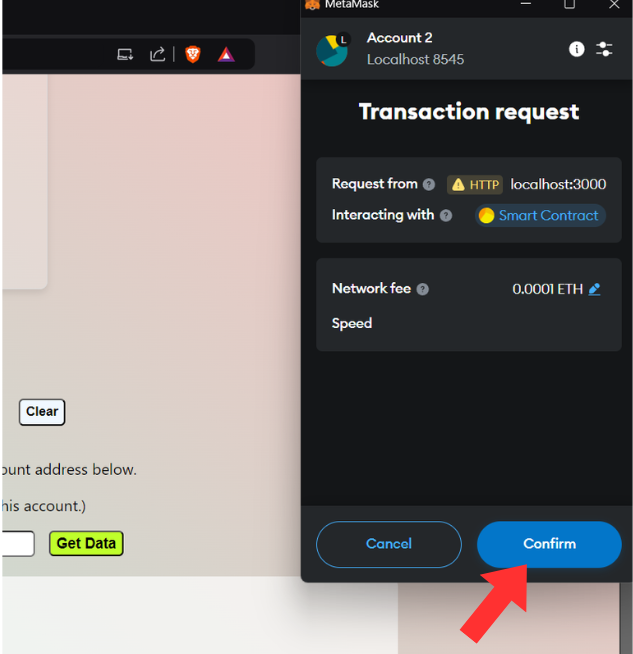 MetaMask
L
Account 2
Localhost 8545
Transaction request
Request from HTTP localhost:3000
Interacting with Smart Contract
Network fee 0.0001 ETH
Speed
Clear
ount address below.
his account.)
Get Data
Cancel Confirm